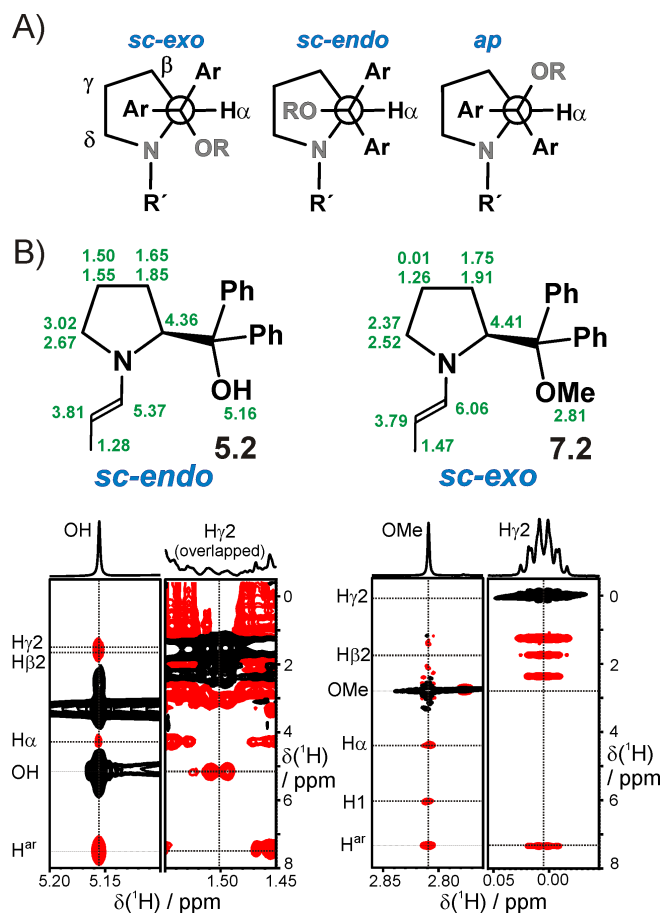 A)
sc-exo sc-endo ap
β Ar Ar OR
γ Ar Hα RO Hα Ar Hα
δ N OR N Ar N Ar
R´ R´ R´
B)
1.50 1.65 0.01 1.75
1.55 1.85 1.26 1.91
Ph Ph
3.02 4.36 2.37 4.41
2.67 Ph 2.52 Ph
N N
OH OMe
3.81 5.37 5.16 3.79 6.06 2.81
1.28 5.2 1.47 7.2
sc-endo sc-exo
OH Hγ2 OMe Hγ2
(overlapped)
Hγ2 0
Hγ2
Hβ2 2 Hβ2 2
OMe
Hα 4 Hα 4
OH δ(¹H) H1 δ(¹H)
/ ppm / ppm
6 6
Hᵃʳ 8 Hᵃʳ 8
5.20 5.15 1.50 1.45 2.85 2.80 0.05 0.00
δ(¹H) / ppm δ(¹H) / ppm
0